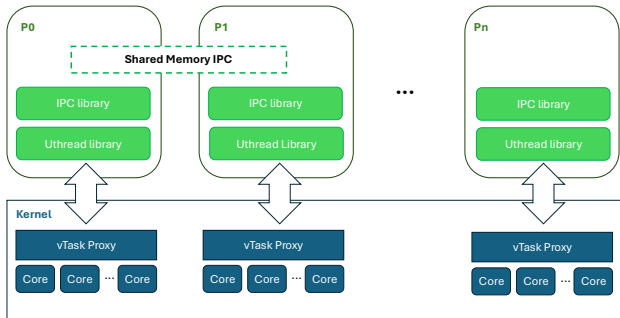 P0
P1
Pn
Shared Memory IPC
...
IPC library
IPC library
IPC library
Uthread library
Uthread Library
Uthread library
Kernel
vTask Proxy
vTask Proxy
vTask Proxy
Core Core ... Core
Core Core ... Core
Core Core ... Core